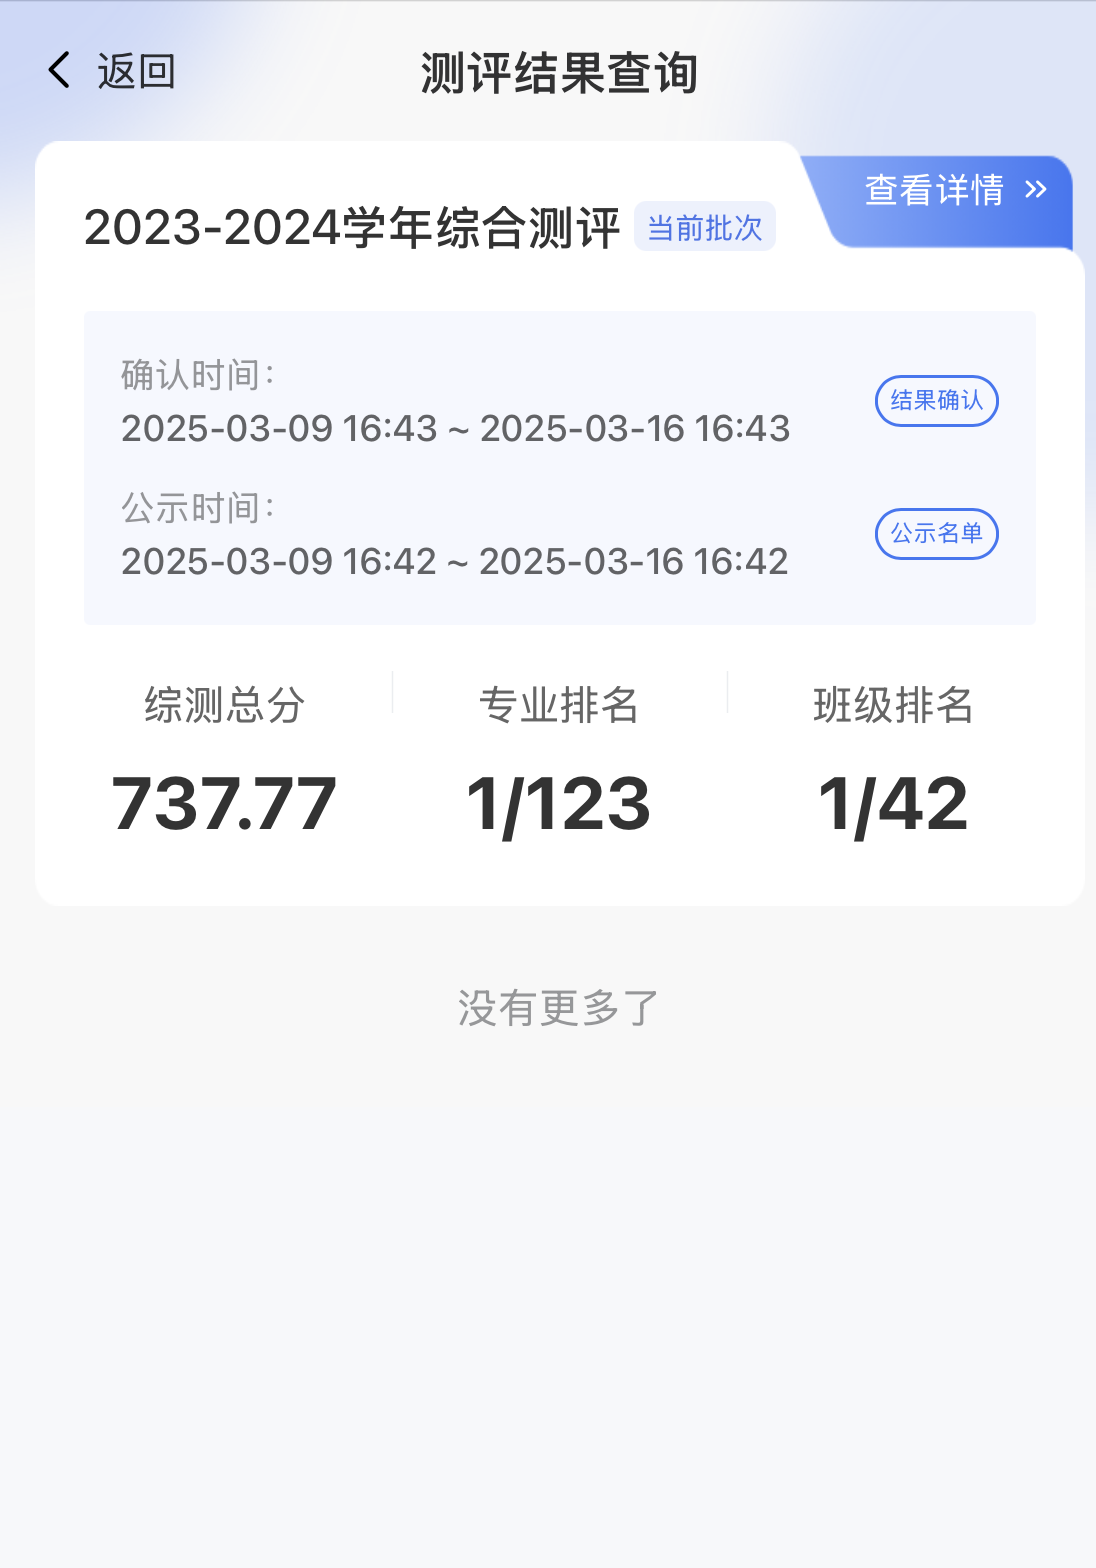 返回
测评结果查询
查看详情
2023-2024学年综合测评 当前批次
确认时间：
2025-03-09 16:43 ~ 2025-03-16 16:43
结果确认
公示时间：
2025-03-09 16:42 ~ 2025-03-16 16:42
公示名单
综测总分 专业排名 班级排名
737.77 1/123 1/42
没有更多了